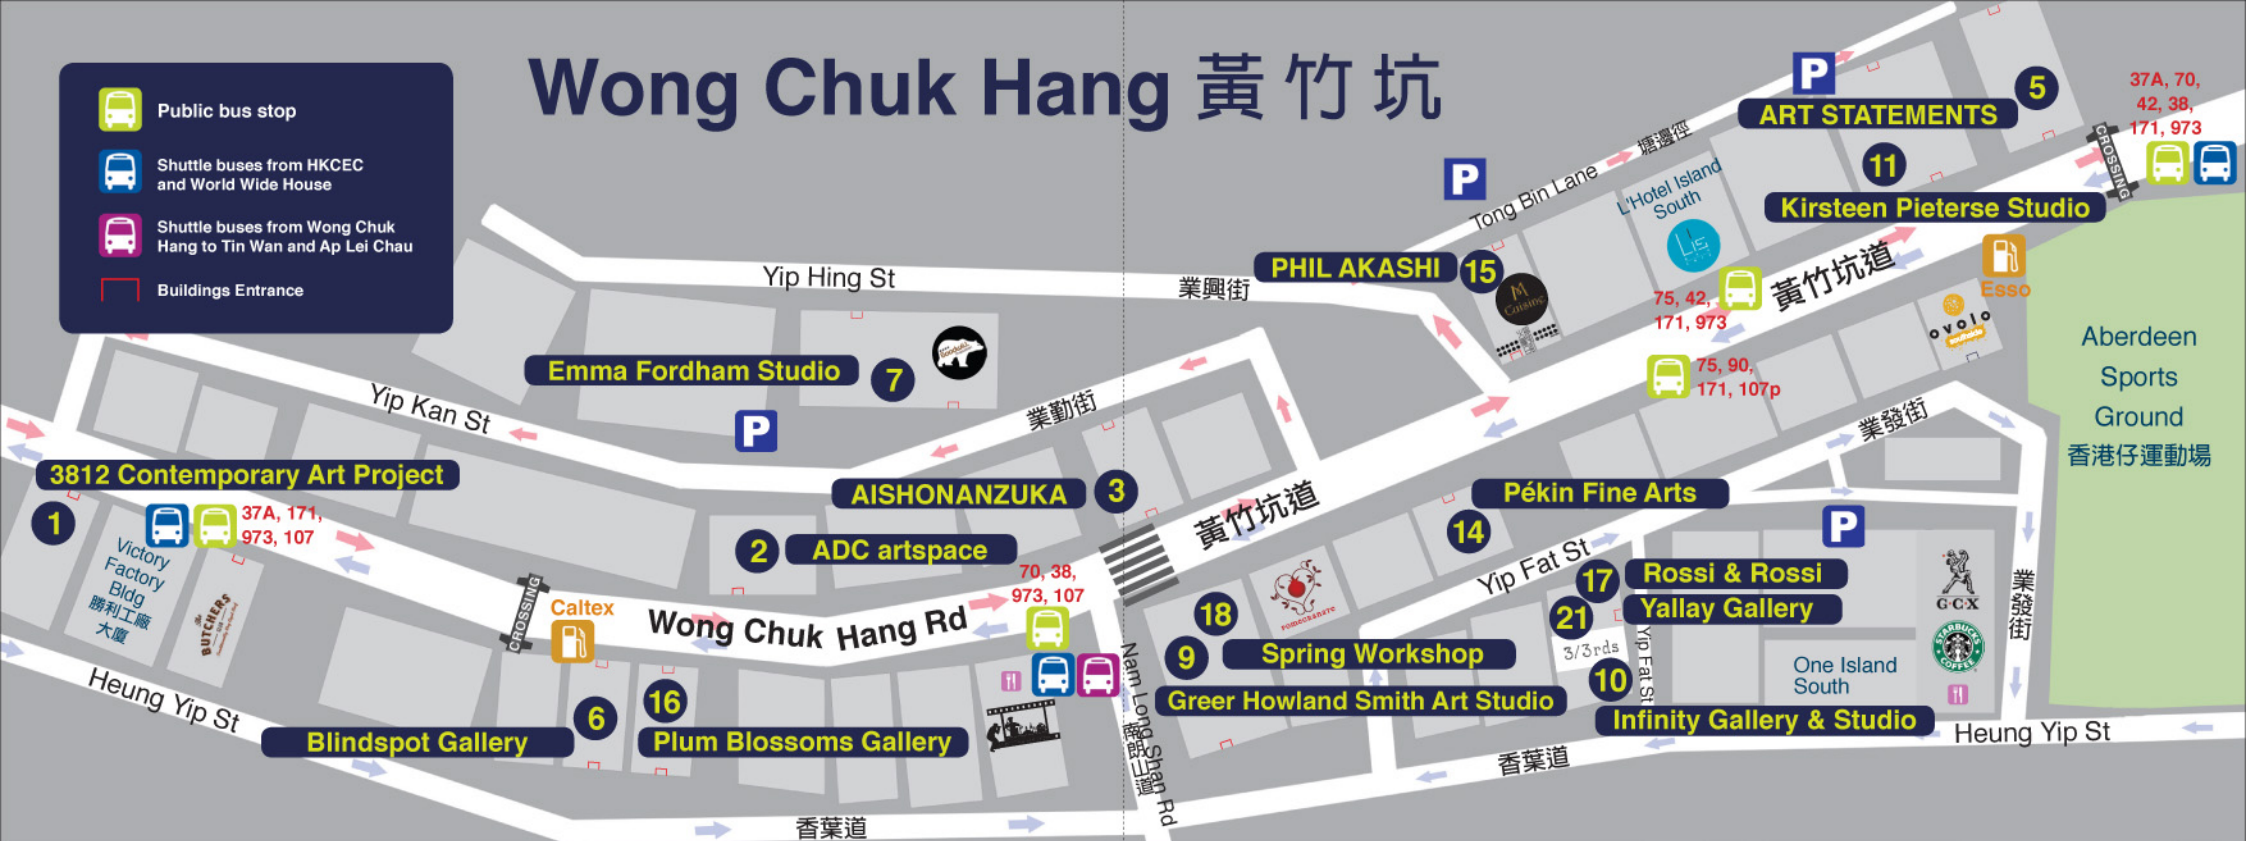 Wong Chuk Hang 黃竹坑
Public bus stop
Shuttle buses from HKCEC
and World Wide House
Shuttle buses from Wong Chuk
Hang to Tin Wan and Ap Lei Chau
Buildings Entrance
P
ART STATEMENTS
5
37A, 70,
42, 38,
171, 973
CROSSING
11
Kirsteen Pieterse Studio
塘邊徑
Tong Bin Lane
P
L'Hotel Island
South
Lis
PHIL AKASHI
15
M
Cuisine
75, 42,
171, 973
黃竹坑道
Esso
ovolo
southside
75, 90,
171, 107p
Aberdeen
Sports
Ground
香港仔運動場
Yip Hing St
業興街
Emma Fordham Studio
7
P
Yip Kan St
業勤街
3812 Contemporary Art Project
1
37A, 171,
973, 107
Victory
Factory
Bldg
勝利工廠
大廈
The
BUTCHERS
CLUB
AISHONANZUKA
3
2
ADC artspace
黃竹坑道
CROSSING
Caltex
Wong Chuk Hang Rd
70, 38,
973, 107
Pékin Fine Arts
14
業發街
P
Yip Fat St
17
Rossi & Rossi
21
Yallay Gallery
3/3rds
10
Infinity Gallery & Studio
Yip Fat St
One Island
South
G·C·X
STARBUCKS
COFFEE
業發街
pomegranate
18
9
Spring Workshop
Greer Howland Smith Art Studio
Nam Long Shan Rd
南朗山道
Heung Yip St
6
Blindspot Gallery
16
Plum Blossoms Gallery
香葉道
香葉道
Heung Yip St